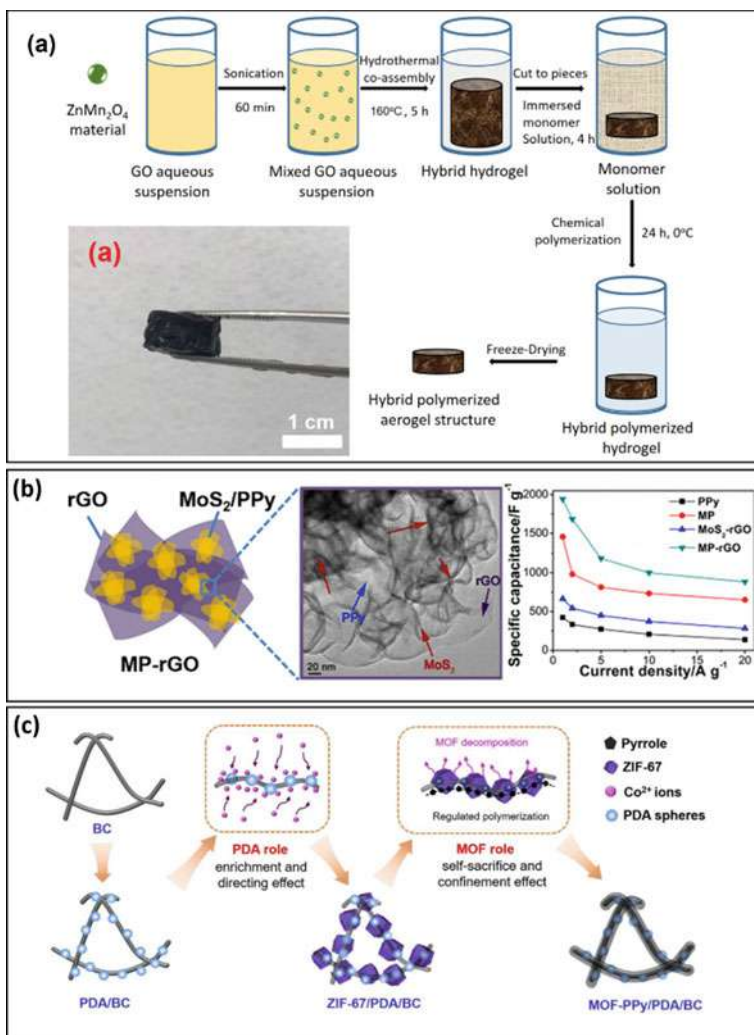 (a)
ZnMn₂O₄
material
Sonication
60 min
Hydrothermal
co-assembly
160°C, 5 h
Cut to pieces
Immersed
monomer
Solution, 4 h
GO aqueous
suspension
Mixed GO aqueous
suspension
Hybrid hydrogel
Monomer
solution
Chemical
polymerization
24 h, 0°C
(a)
1 cm
Freeze-Drying
Hybrid polymerized
aerogel structure
Hybrid polymerized
hydrogel
(b)
rGO
MoS₂/PPy
MP-rGO
rGO
PPy
MoS₂
20 nm
Specific capacitance/F g⁻¹
2000
1500
1000
500
0
PPy
MP
MoS₂-rGO
MP-rGO
0 5 10 15 20
Current density/A g⁻¹
(c)
BC
PDA role
enrichment and
directing effect
MOF decomposition
Regulated polymerization
MOF role
self-sacrifice and
confinement effect
Pyrrole
ZIF-67
Co²⁺ ions
PDA spheres
PDA/BC
ZIF-67/PDA/BC
MOF-PPy/PDA/BC